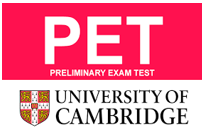 PET
PRELIMINARY EXAM TEST
UNIVERSITY OF
CAMBRIDGE